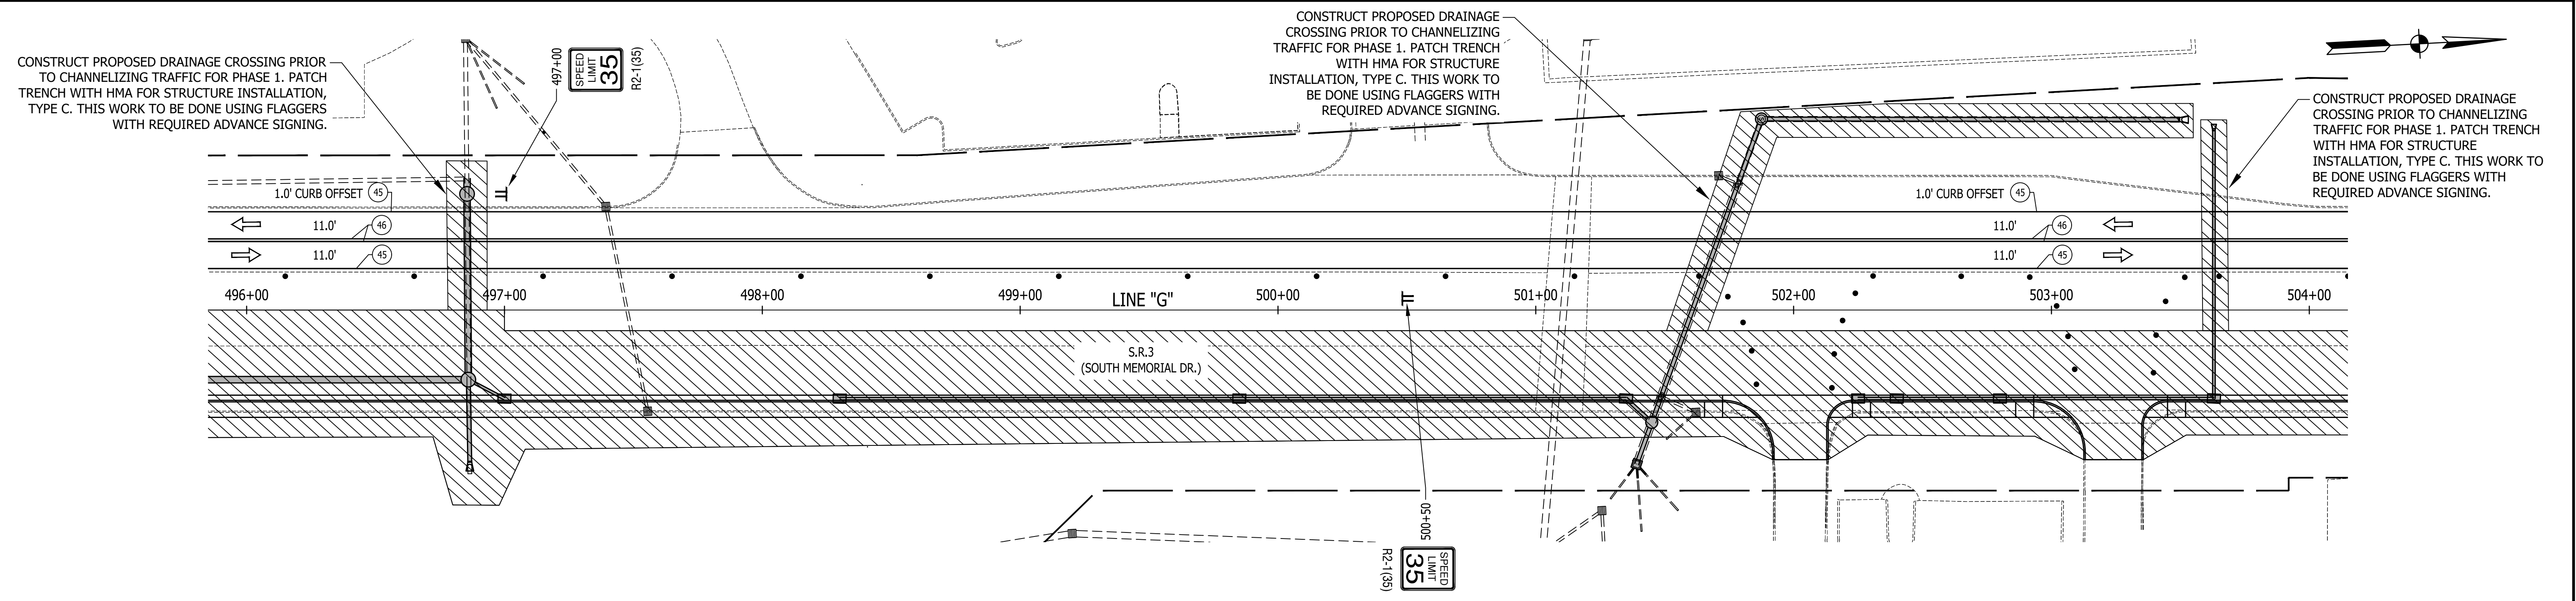 CONSTRUCT PROPOSED DRAINAGE CROSSING PRIOR
TO CHANNELIZING TRAFFIC FOR PHASE 1. PATCH
TRENCH WITH HMA FOR STRUCTURE INSTALLATION,
TYPE C. THIS WORK TO BE DONE USING FLAGGERS
WITH REQUIRED ADVANCE SIGNING.
497+00
SPEED
LIMIT
35
R2-1(35)
CONSTRUCT PROPOSED DRAINAGE
CROSSING PRIOR TO CHANNELIZING
TRAFFIC FOR PHASE 1. PATCH TRENCH
WITH HMA FOR STRUCTURE
INSTALLATION, TYPE C. THIS WORK TO
BE DONE USING FLAGGERS WITH
REQUIRED ADVANCE SIGNING.
CONSTRUCT PROPOSED DRAINAGE
CROSSING PRIOR TO CHANNELIZING
TRAFFIC FOR PHASE 1. PATCH TRENCH
WITH HMA FOR STRUCTURE
INSTALLATION, TYPE C. THIS WORK TO
BE DONE USING FLAGGERS WITH
REQUIRED ADVANCE SIGNING.
1.0' CURB OFFSET 45
11.0' 46
11.0' 45
1.0' CURB OFFSET 45
11.0' 46
11.0' 45
496+00 497+00 498+00 499+00 LINE "G" 500+00 501+00 502+00 503+00 504+00
S.R.3
(SOUTH MEMORIAL DR.)
500+50
SPEED
LIMIT
35
R2-1(35)